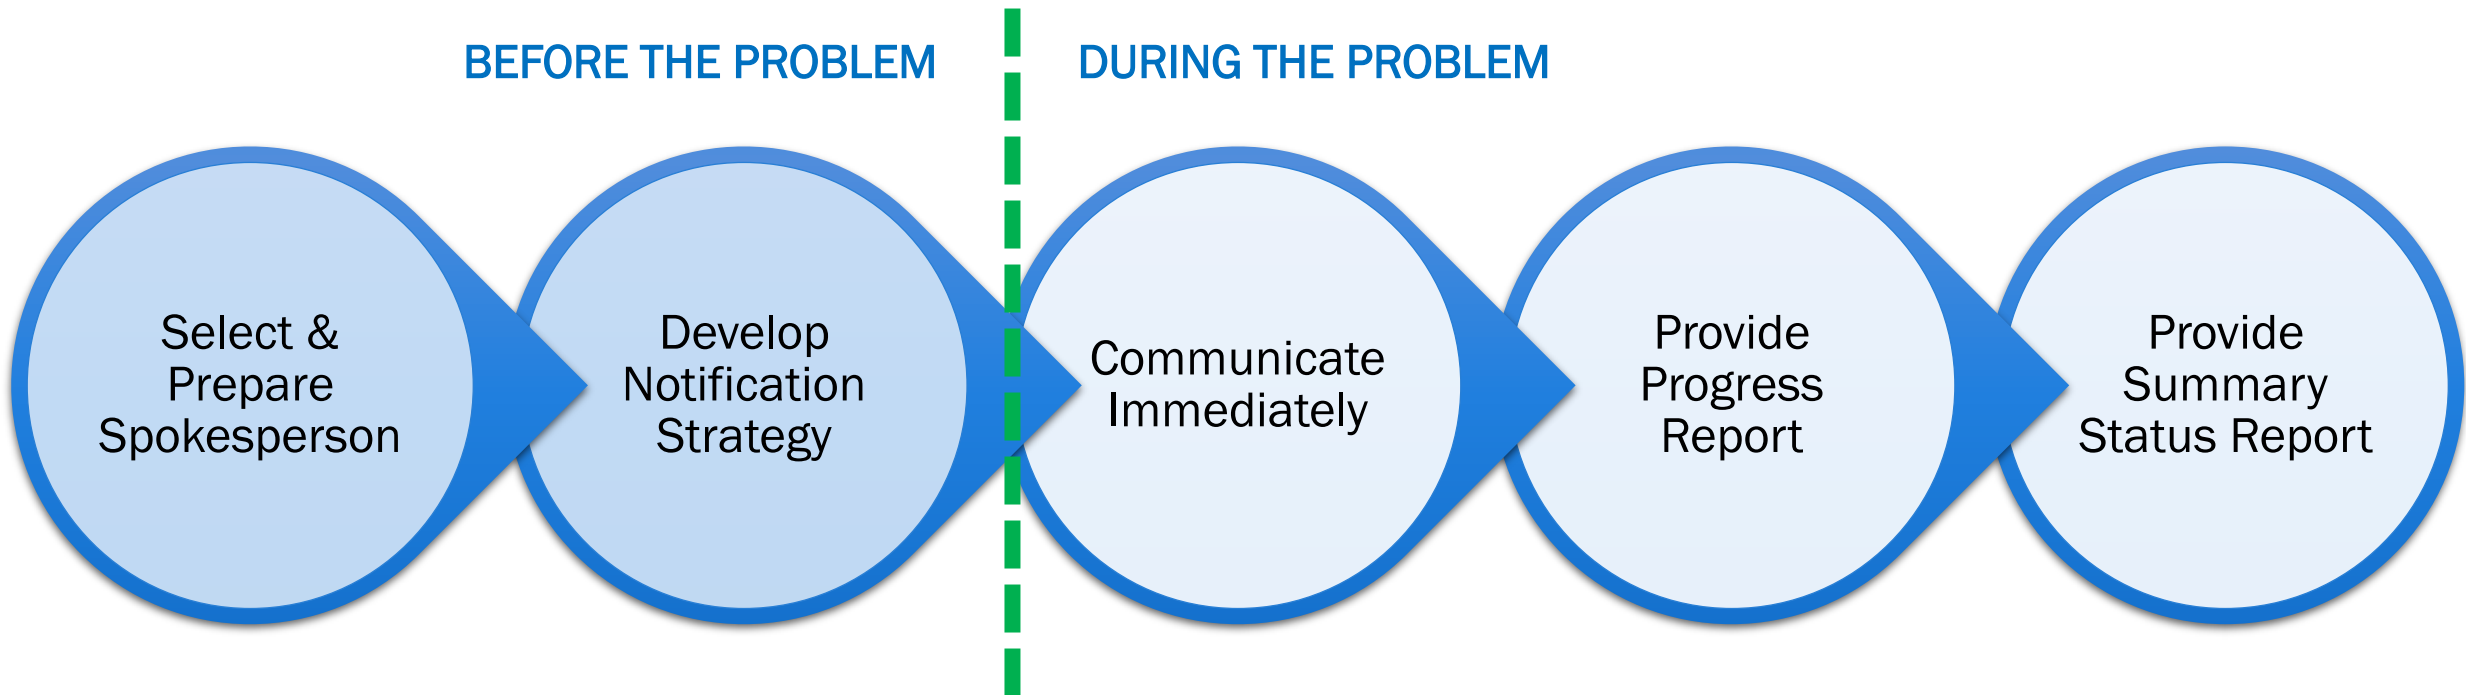 BEFORE THE PROBLEM
DURING THE PROBLEM
Select &
Prepare
Spokesperson
Develop
Notification
Strategy
Communicate
Immediately
Provide
Progress
Report
Provide
Summary
Status Report